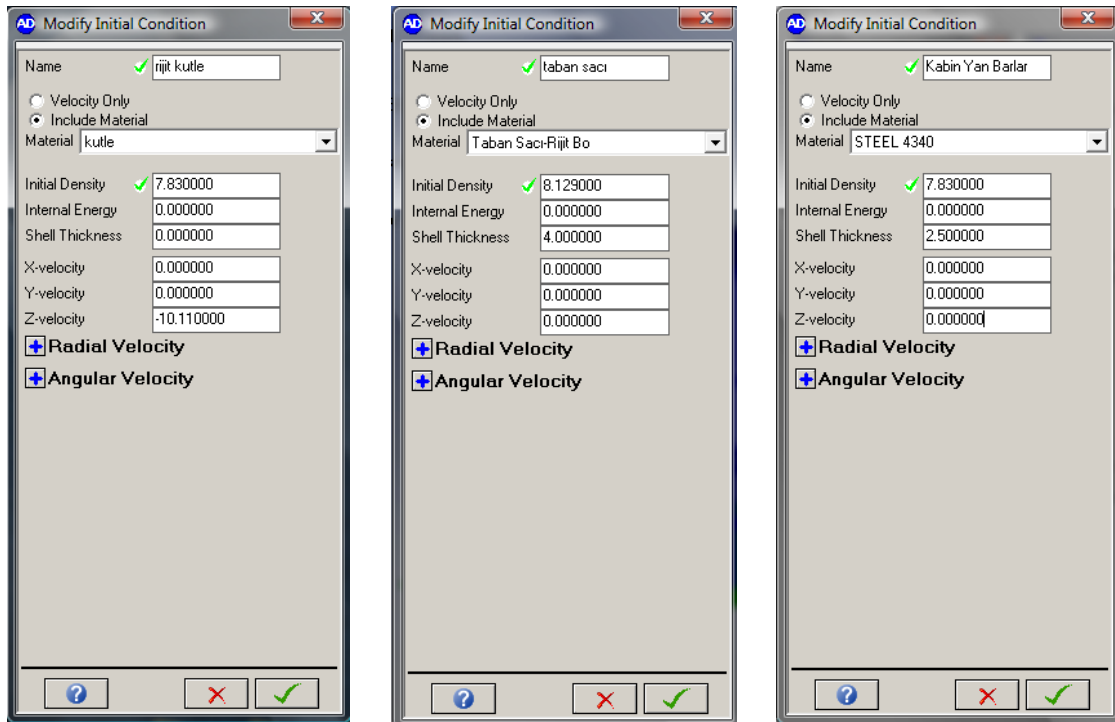 AD Modify Initial Condition
Name rijit kutle
Velocity Only
Include Material
Material kutle
Initial Density 7.830000
Internal Energy 0.000000
Shell Thickness 0.000000
X-velocity 0.000000
Y-velocity 0.000000
Z-velocity -10.110000
Radial Velocity
Angular Velocity
AD Modify Initial Condition
Name taban sacı
Velocity Only
Include Material
Material Taban Sacı-Rijit Bo
Initial Density 8.129000
Internal Energy 0.000000
Shell Thickness 4.000000
X-velocity 0.000000
Y-velocity 0.000000
Z-velocity 0.000000
Radial Velocity
Angular Velocity
AD Modify Initial Condition
Name Kabin Yan Barlar
Velocity Only
Include Material
Material STEEL 4340
Initial Density 7.830000
Internal Energy 0.000000
Shell Thickness 2.500000
X-velocity 0.000000
Y-velocity 0.000000
Z-velocity 0.000000
Radial Velocity
Angular Velocity